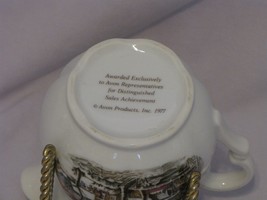 Awarded Exclusively
to Avon Representatives
for Distinguished
Sales Achievement
© Avon Products, Inc. 1977